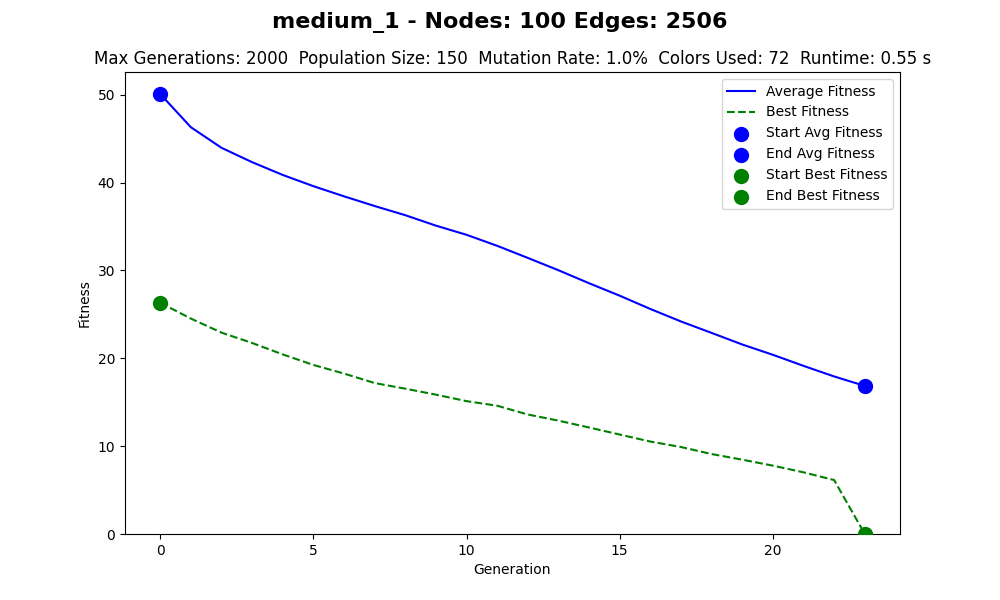 medium_1 - Nodes: 100 Edges: 2506
Max Generations: 2000  Population Size: 150  Mutation Rate: 1.0%  Colors Used: 72  Runtime: 0.55 s
Average Fitness
Best Fitness
Start Avg Fitness
End Avg Fitness
Start Best Fitness
End Best Fitness
50
40
30
20
10
0
Fitness
0 5 10 15 20
Generation